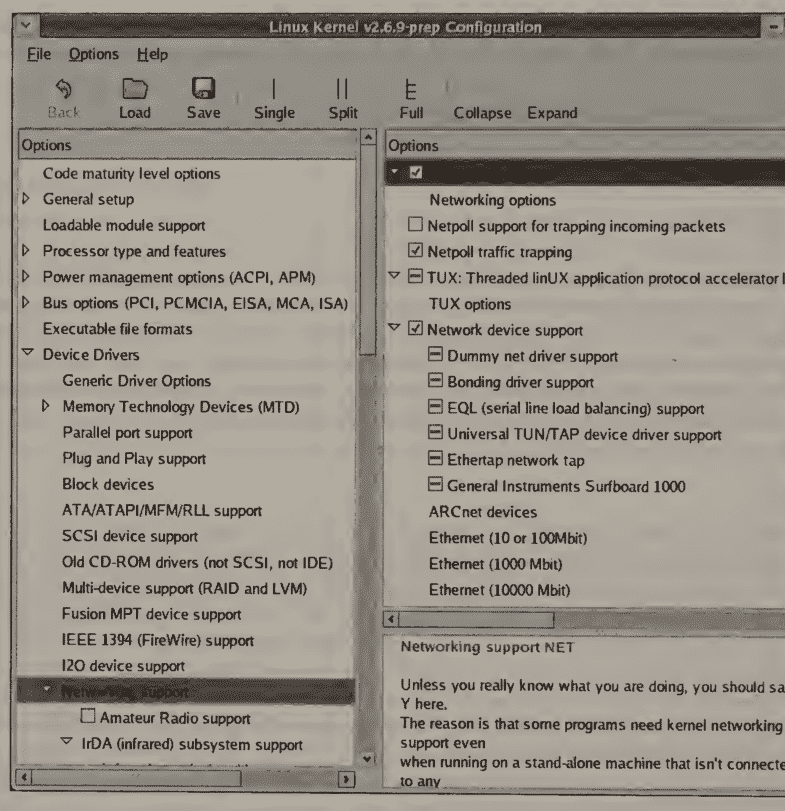 Linux Kernel v2.6.9-prep Configuration
File Options Help
Back Load Save Single Split Full Collapse Expand
Options
Code maturity level options
General setup
Loadable module support
Processor type and features
Power management options (ACPI, APM)
Bus options (PCI, PCMCIA, EISA, MCA, ISA)
Executable file formats
Device Drivers
Generic Driver Options
Memory Technology Devices (MTD)
Parallel port support
Plug and Play support
Block devices
ATA/ATAPI/MFM/RLL support
SCSI device support
Old CD-ROM drivers (not SCSI, not IDE)
Multi-device support (RAID and LVM)
Fusion MPT device support
IEEE 1394 (FireWire) support
I2O device support
Networking support
Amateur Radio support
IrDA (infrared) subsystem support
Options
Networking options
Netpoll support for trapping incoming packets
Netpoll traffic trapping
TUX: Threaded linUX application protocol accelerator l
TUX options
Network device support
Dummy net driver support
Bonding driver support
EQL (serial line load balancing) support
Universal TUN/TAP device driver support
Ethertap network tap
General Instruments Surfboard 1000
ARCnet devices
Ethernet (10 or 100Mbit)
Ethernet (1000 Mbit)
Ethernet (10000 Mbit)
Networking support NET
Unless you really know what you are doing, you should sa
Y here.
The reason is that some programs need kernel networking
support even
when running on a stand-alone machine that isn't connecte
to any